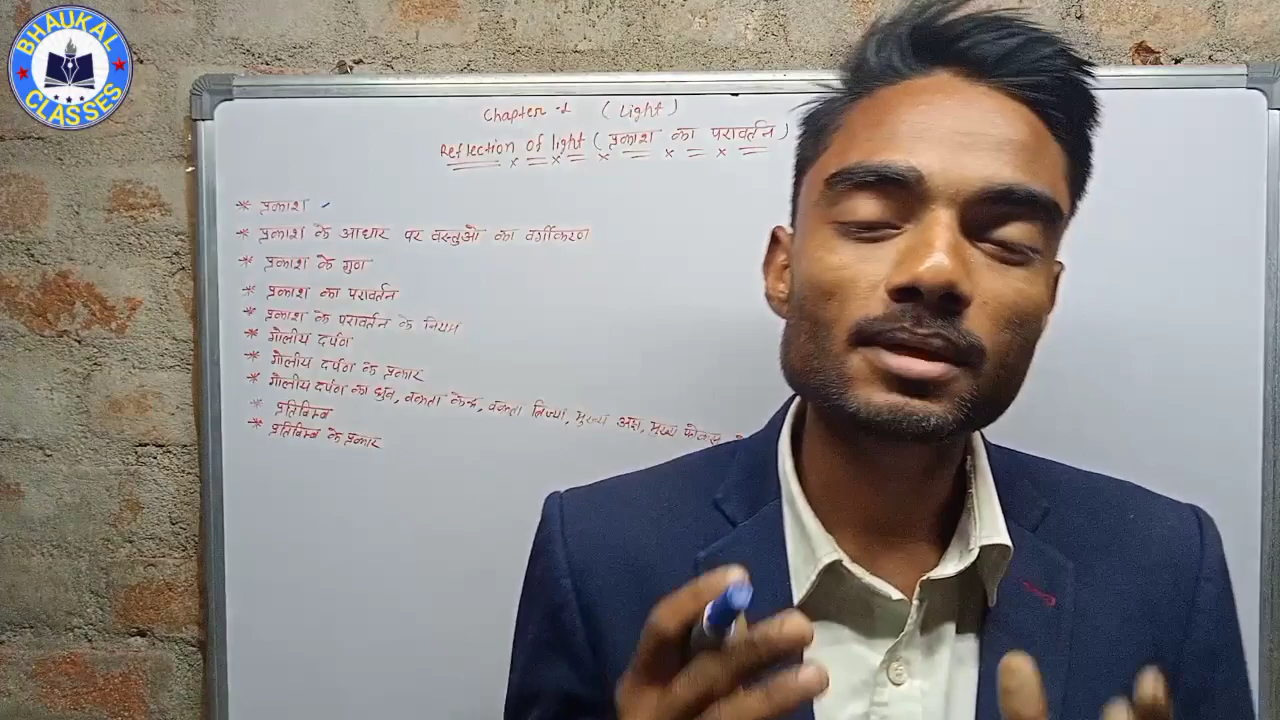 BHAUKAL
CLASSES
Chapter-1 (Light)
Reflection of light (प्रकाश का परावर्तन)
* प्रकाश
* प्रकाश के आधार पर वस्तुओं का वर्गीकरण
* प्रकाश के गुण
* प्रकाश का परावर्तन
* प्रकाश के परावर्तन के नियम
* गोलीय दर्पण
* गोलीय दर्पण के प्रकार
* गोलीय दर्पण का ध्रुव, वक्रता केन्द्र, वक्रता त्रिज्या, मुख्य अक्ष, मुख्य फोकस
* प्रतिबिम्ब
* प्रतिबिम्ब के प्रकार